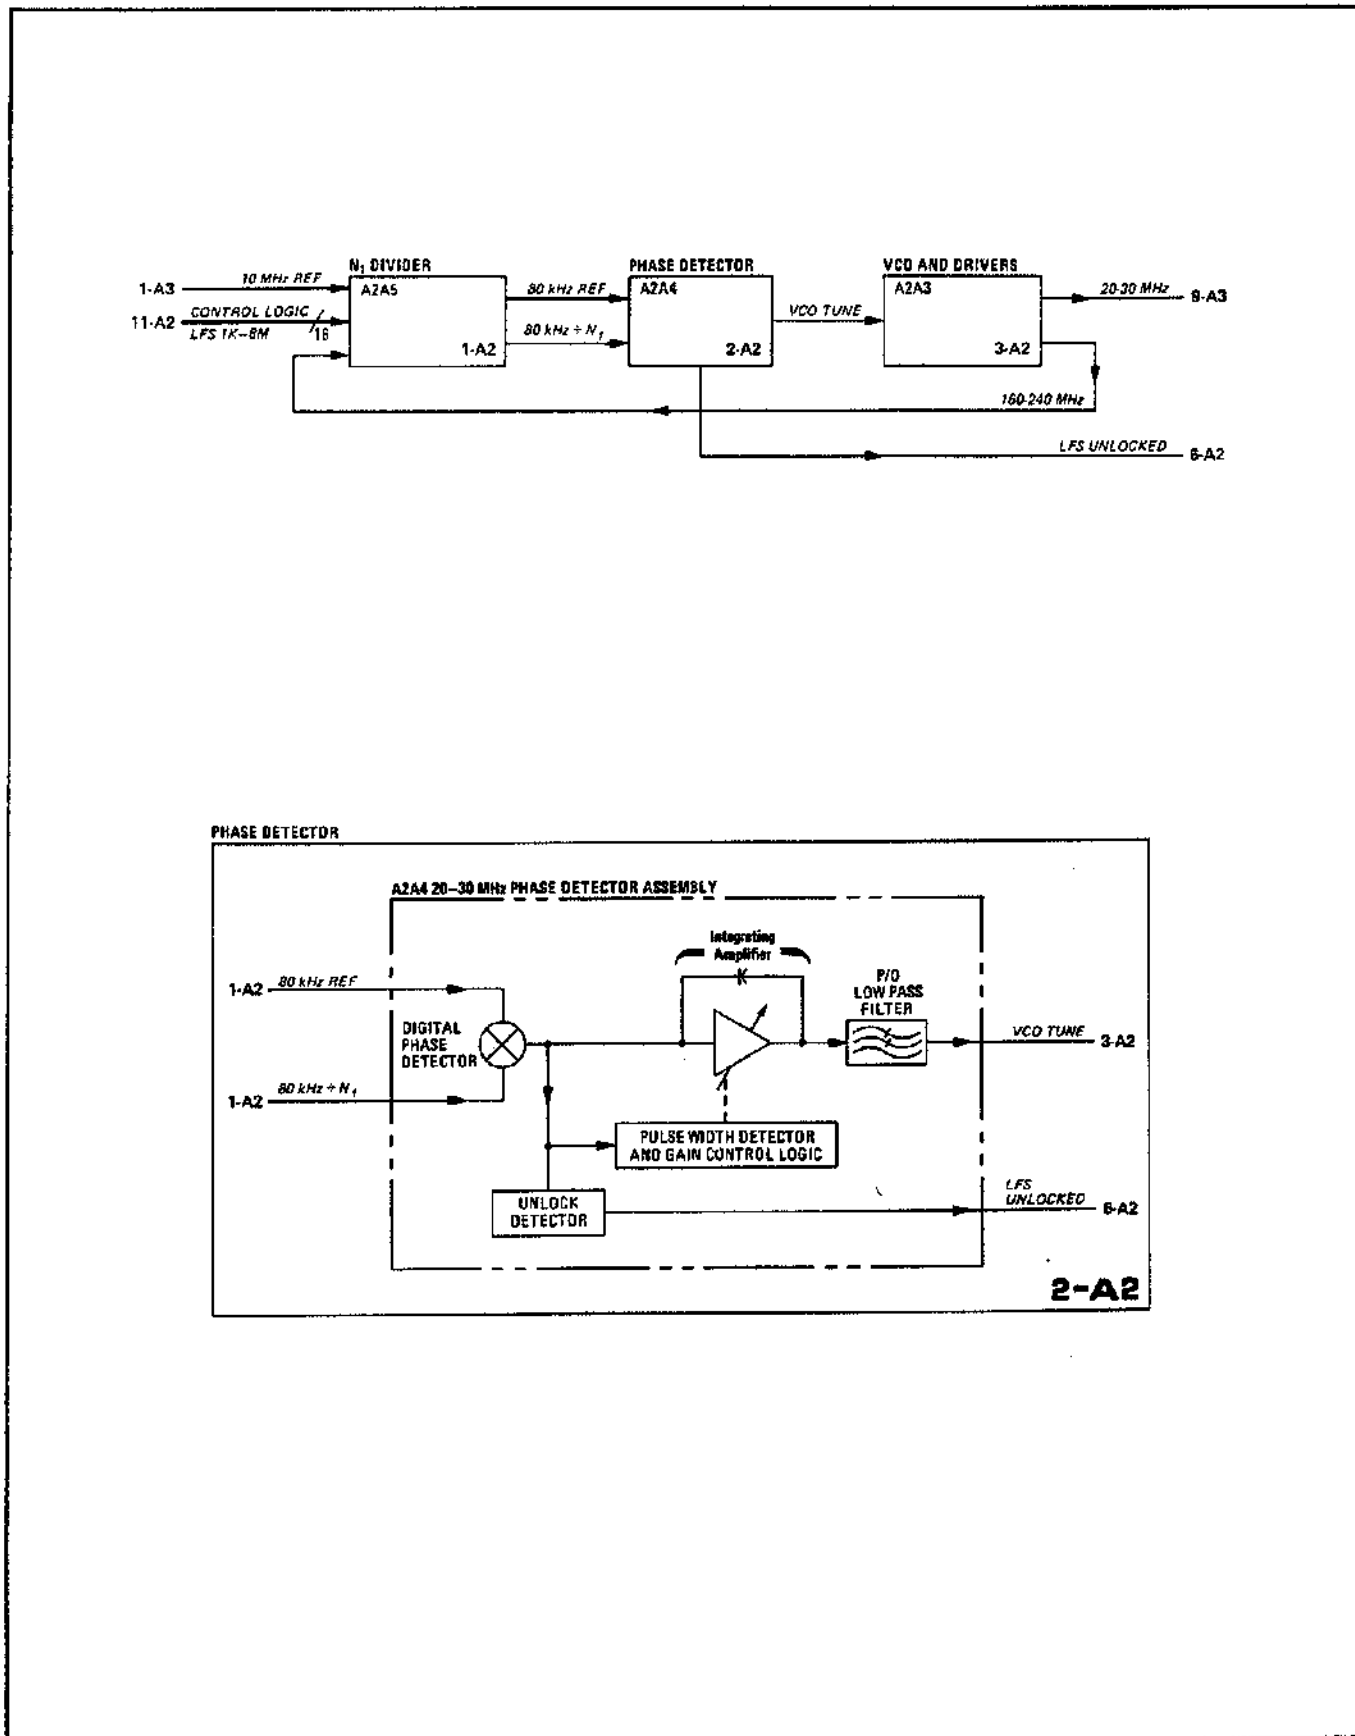 N₁ DIVIDER
PHASE DETECTOR
VCO AND DRIVERS
1-A3
10 MHz REF
A2A5
80 kHz REF
A2A4
A2A3
20-30 MHz
9-A3
11-A2
CONTROL LOGIC
LFS 1K–8M
16
VCO TUNE
80 kHz ÷ N₁
1-A2
2-A2
3-A2
160-240 MHz
LFS UNLOCKED
6-A2
PHASE DETECTOR
A2A4 20–30 MHz PHASE DETECTOR ASSEMBLY
Integrating
Amplifier
1-A2
80 kHz REF
P/O
LOW PASS
FILTER
DIGITAL
PHASE
DETECTOR
VCO TUNE
3-A2
1-A2
80 kHz ÷ N₁
PULSE WIDTH DETECTOR
AND GAIN CONTROL LOGIC
UNLOCK
DETECTOR
LFS
UNLOCKED
6-A2
2-A2